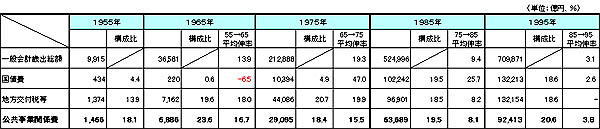 （単位：億円、％）
1955年 1965年 1975年 1985年 1995年
構成比 構成比 55→65 平均伸率 構成比 65→75 平均伸率 構成比 75→85 平均伸率 構成比 85→95 平均伸率
一般会計歳出総額 9,915 36,581 13.9 212,888 19.3 524,996 9.4 709,871 3.1
国債費 434 4.4 220 0.6 -6.5 10,394 4.9 47.0 102,242 19.5 25.7 132,213 18.6 2.6
地方交付税等 1,374 13.9 7,162 19.6 18.0 44,086 20.7 19.9 96,901 18.5 8.2 132,154 18.6 -
公共事業関係費 1,466 18.1 6,886 23.6 16.7 29,095 18.4 15.5 63,689 19.5 8.1 92,413 20.6 3.8